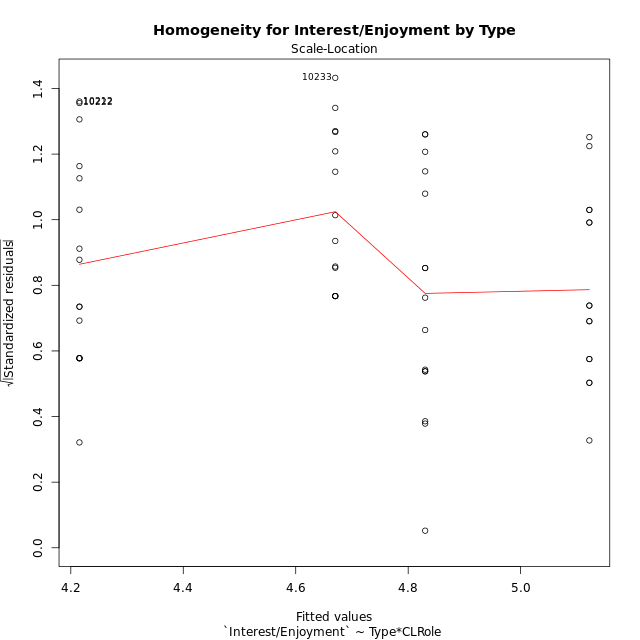 Homogeneity for Interest/Enjoyment by Type
Scale-Location
10233
10212
1.4
1.2
1.0
0.8
0.6
0.4
0.2
0.0
√|Standardized residuals|
4.2 4.4 4.6 4.8 5.0
Fitted values
`Interest/Enjoyment` ~ Type*CLRole